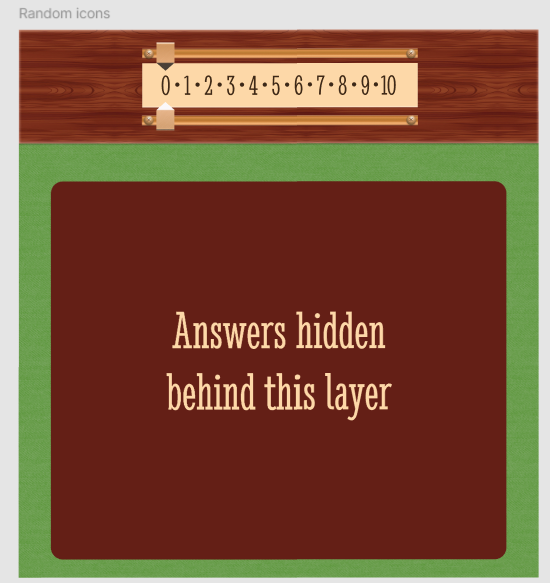 Random icons
0•1•2•3•4•5•6•7•8•9•10
Answers hidden
behind this layer